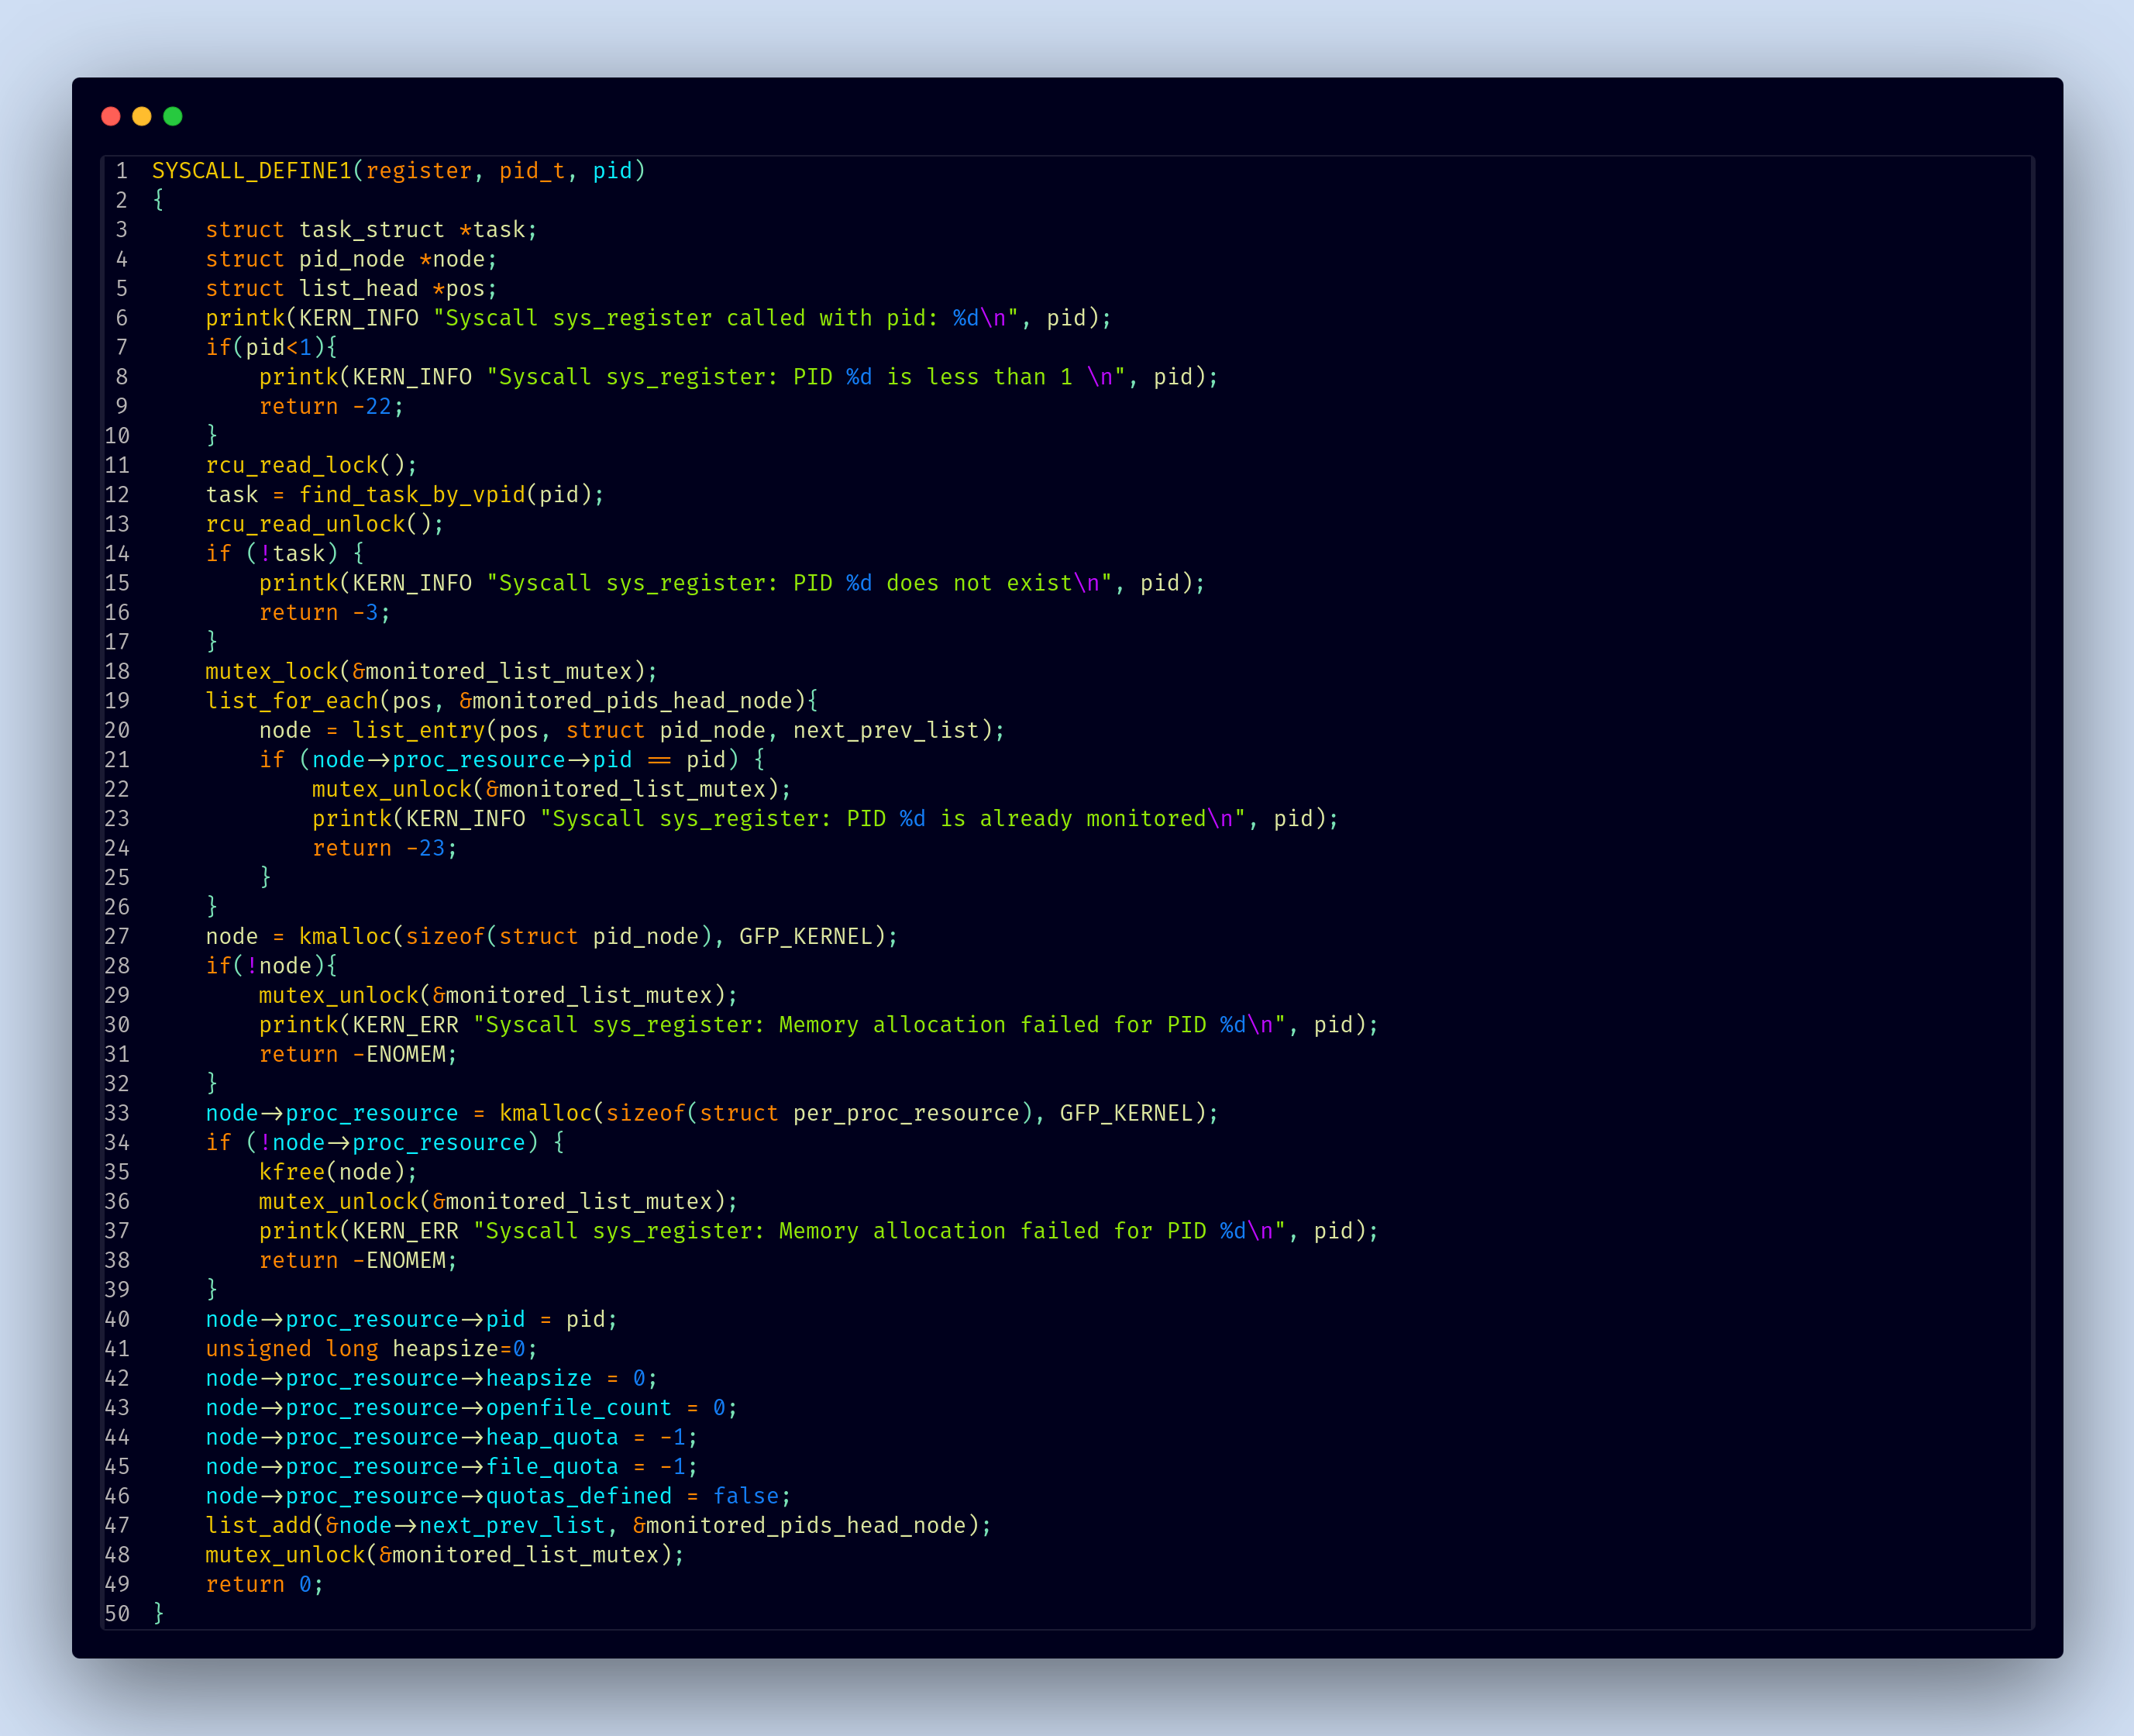 1 SYSCALL_DEFINE1(register, pid_t, pid)
2 {
3     struct task_struct *task;
4     struct pid_node *node;
5     struct list_head *pos;
6     printk(KERN_INFO "Syscall sys_register called with pid: %d\n", pid);
7     if(pid<1){
8         printk(KERN_INFO "Syscall sys_register: PID %d is less than 1 \n", pid);
9         return -22;
10     }
11     rcu_read_lock();
12     task = find_task_by_vpid(pid);
13     rcu_read_unlock();
14     if (!task) {
15         printk(KERN_INFO "Syscall sys_register: PID %d does not exist\n", pid);
16         return -3;
17     }
18     mutex_lock(&monitored_list_mutex);
19     list_for_each(pos, &monitored_pids_head_node){
20         node = list_entry(pos, struct pid_node, next_prev_list);
21         if (node->proc_resource->pid == pid) {
22             mutex_unlock(&monitored_list_mutex);
23             printk(KERN_INFO "Syscall sys_register: PID %d is already monitored\n", pid);
24             return -23;
25         }
26     }
27     node = kmalloc(sizeof(struct pid_node), GFP_KERNEL);
28     if(!node){
29         mutex_unlock(&monitored_list_mutex);
30         printk(KERN_ERR "Syscall sys_register: Memory allocation failed for PID %d\n", pid);
31         return -ENOMEM;
32     }
33     node->proc_resource = kmalloc(sizeof(struct per_proc_resource), GFP_KERNEL);
34     if (!node->proc_resource) {
35         kfree(node);
36         mutex_unlock(&monitored_list_mutex);
37         printk(KERN_ERR "Syscall sys_register: Memory allocation failed for PID %d\n", pid);
38         return -ENOMEM;
39     }
40     node->proc_resource->pid = pid;
41     unsigned long heapsize=0;
42     node->proc_resource->heapsize = 0;
43     node->proc_resource->openfile_count = 0;
44     node->proc_resource->heap_quota = -1;
45     node->proc_resource->file_quota = -1;
46     node->proc_resource->quotas_defined = false;
47     list_add(&node->next_prev_list, &monitored_pids_head_node);
48     mutex_unlock(&monitored_list_mutex);
49     return 0;
50 }